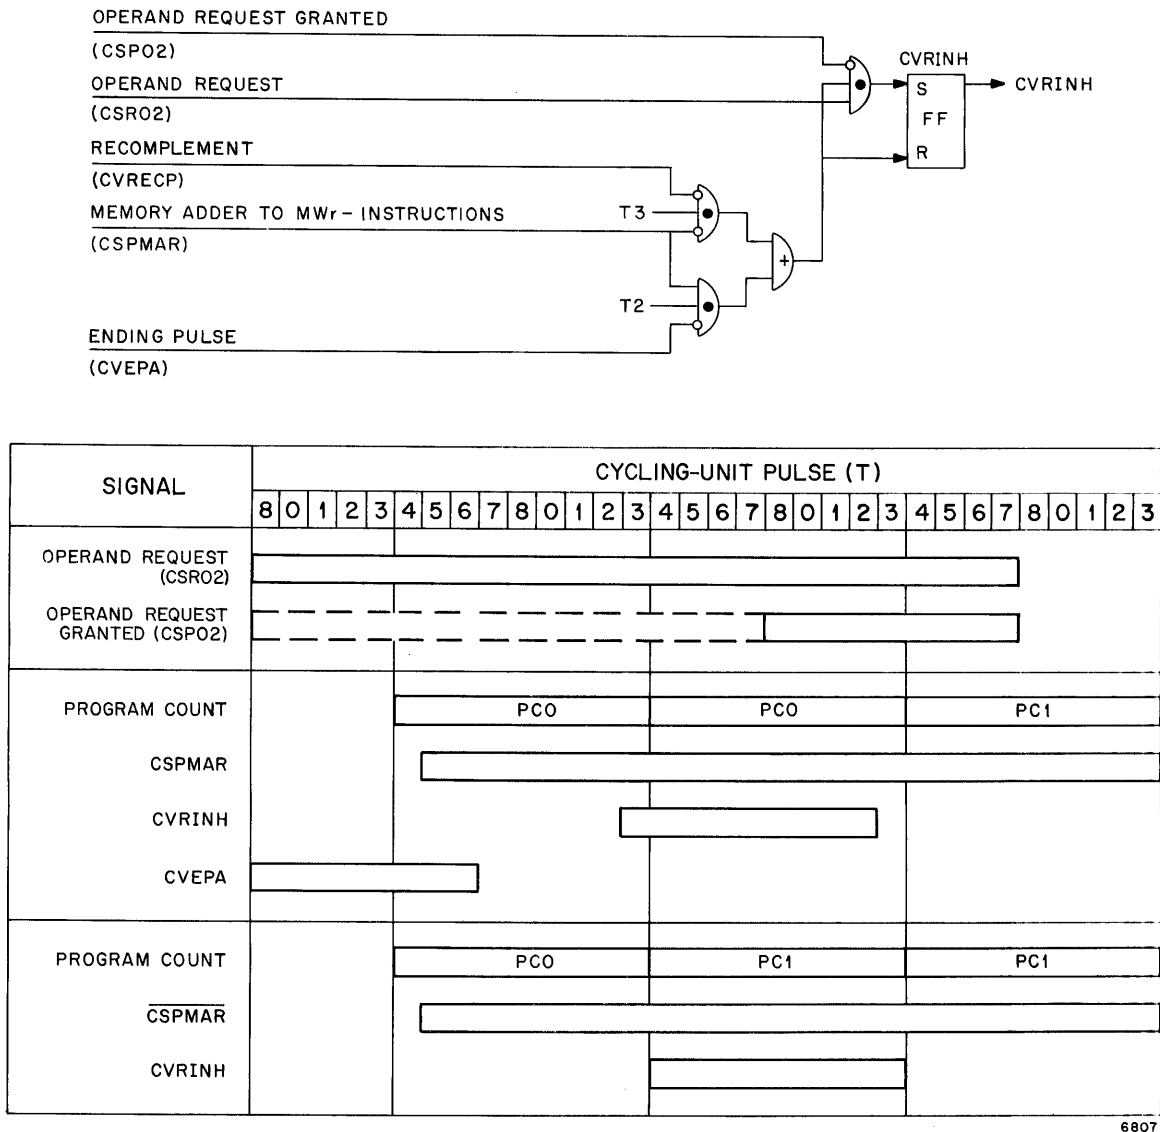 OPERAND REQUEST GRANTED
(CSPO2)
OPERAND REQUEST
(CSRO2)
RECOMPLEMENT
(CVRECP)
MEMORY ADDER TO MWr - INSTRUCTIONS
(CSPMAR)
ENDING PULSE
(CVEPA)
T3
T2
+
CVRINH
S
FF
R
CVRINH
SIGNAL
CYCLING-UNIT PULSE (T)
8 0 1 2 3 4 5 6 7 8 0 1 2 3 4 5 6 7 8 0 1 2 3 4 5 6 7 8 0 1 2 3
OPERAND REQUEST
(CSRO2)
OPERAND REQUEST
GRANTED (CSPO2)
PROGRAM COUNT PC0 PC0 PC1
CSPMAR
CVRINH
CVEPA
PROGRAM COUNT PC0 PC1 PC1
CSPMAR
CVRINH
6807